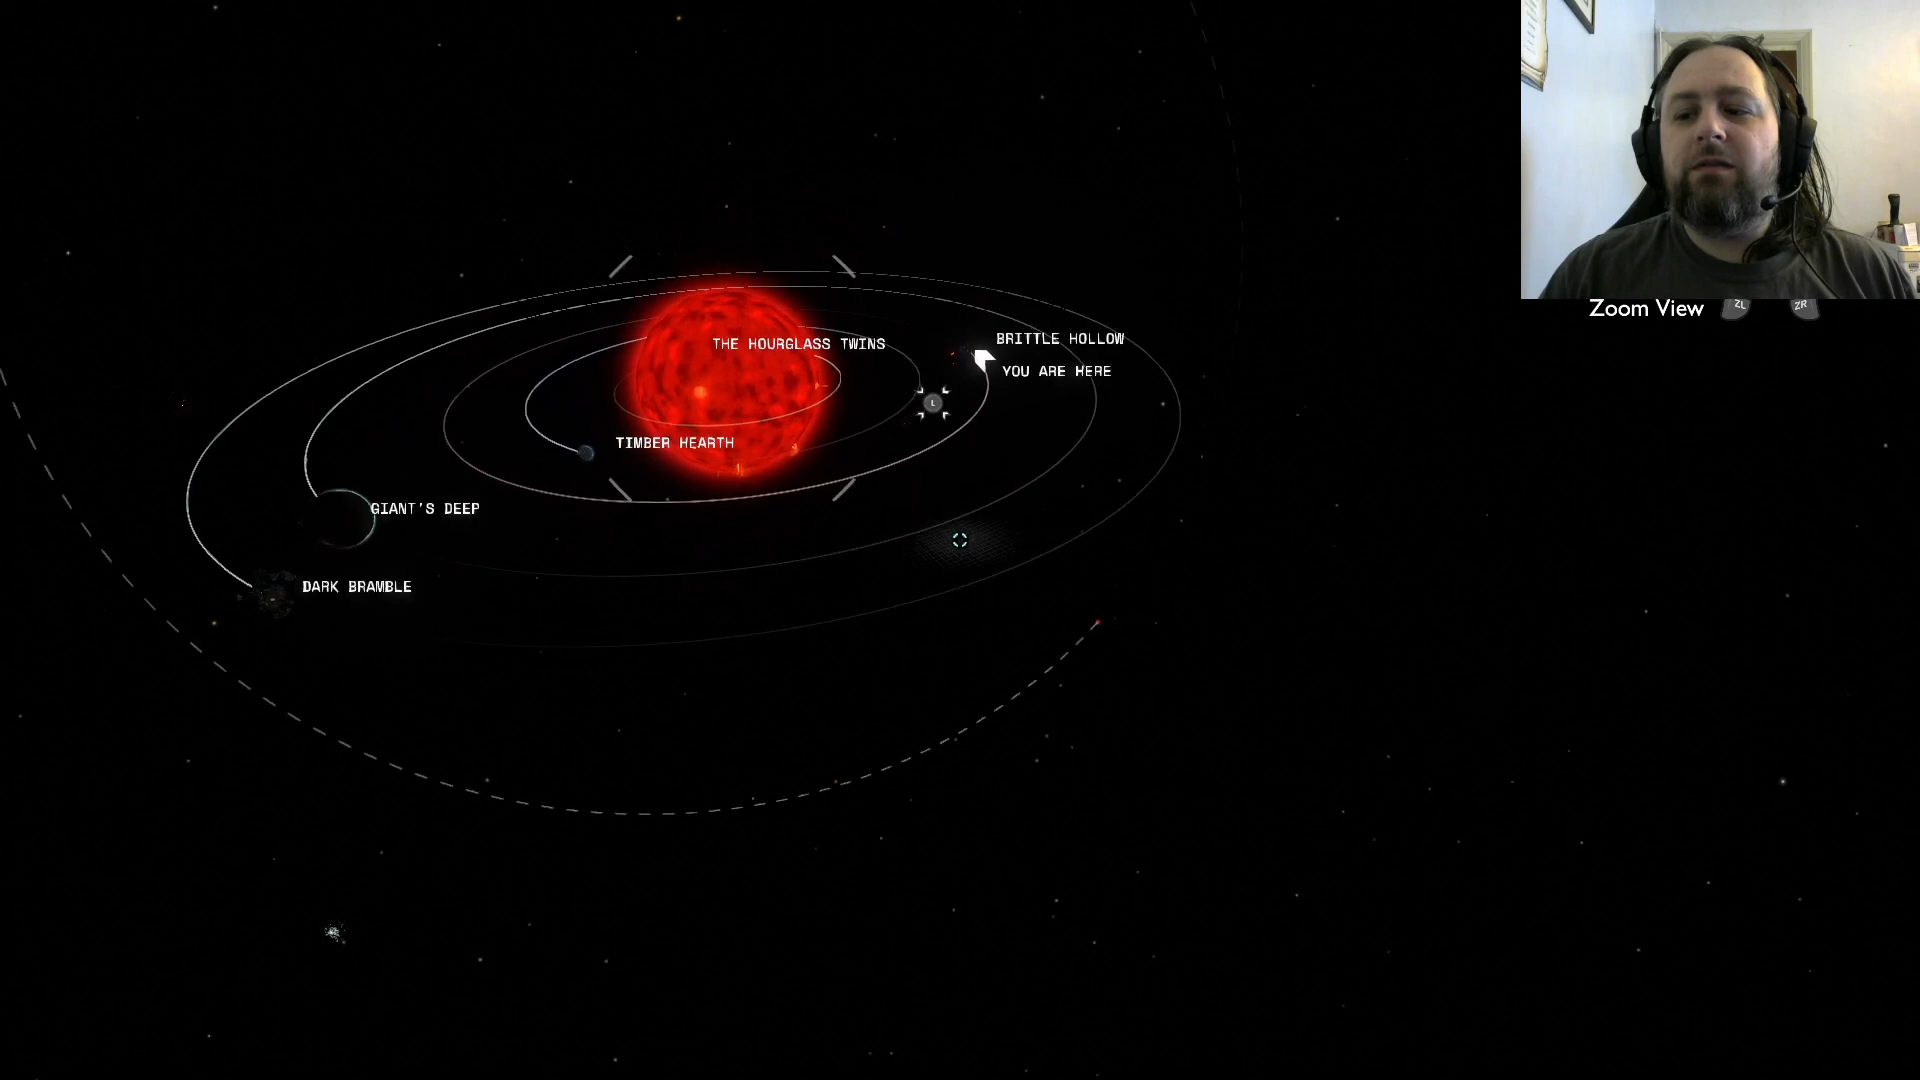 BRITTLE HOLLOW
THE HOURGLASS TWINS
YOU ARE HERE
L
TIMBER HEARTH
GIANT'S DEEP
DARK BRAMBLE
Zoom View ZL ZR